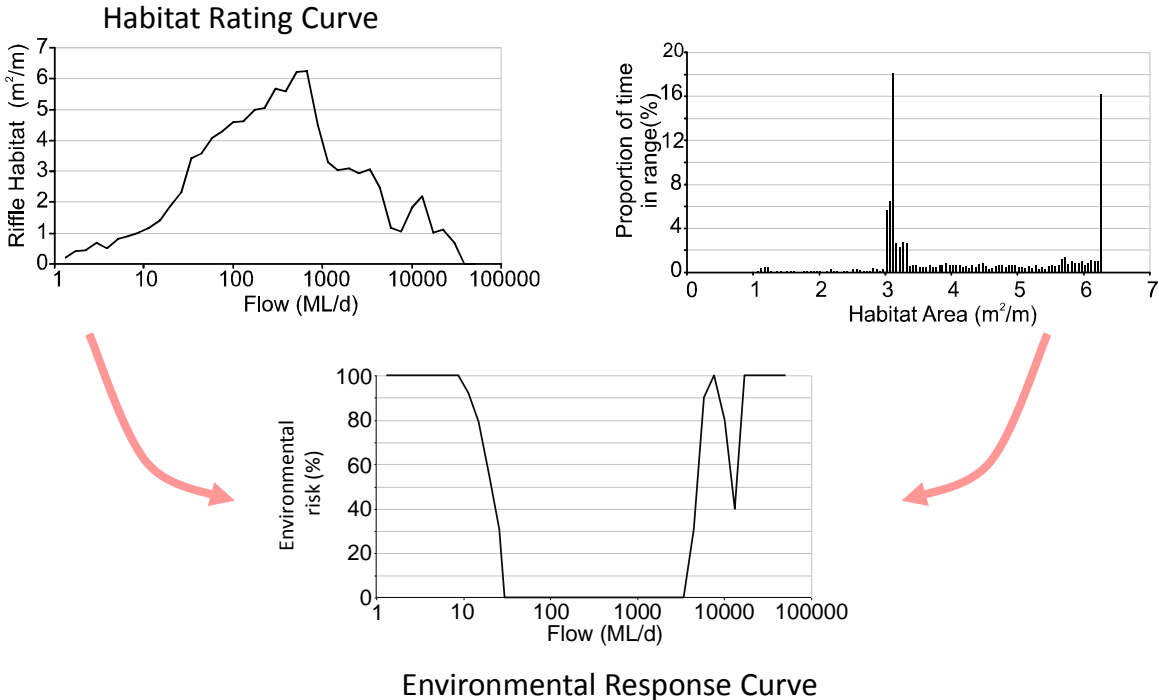 Habitat Rating Curve
Riffle Habitat (m²/m)
7
6
5
4
3
2
1
0
1 10 100 1000 10000 100000
Flow (ML/d)
Proportion of time
in range(%)
20
16
12
8
4
0
0 1 2 3 4 5 6 7
Habitat Area (m²/m)
Environmental
risk (%)
100
80
60
40
20
0
1 10 100 1000 10000 100000
Flow (ML/d)
Environmental Response Curve